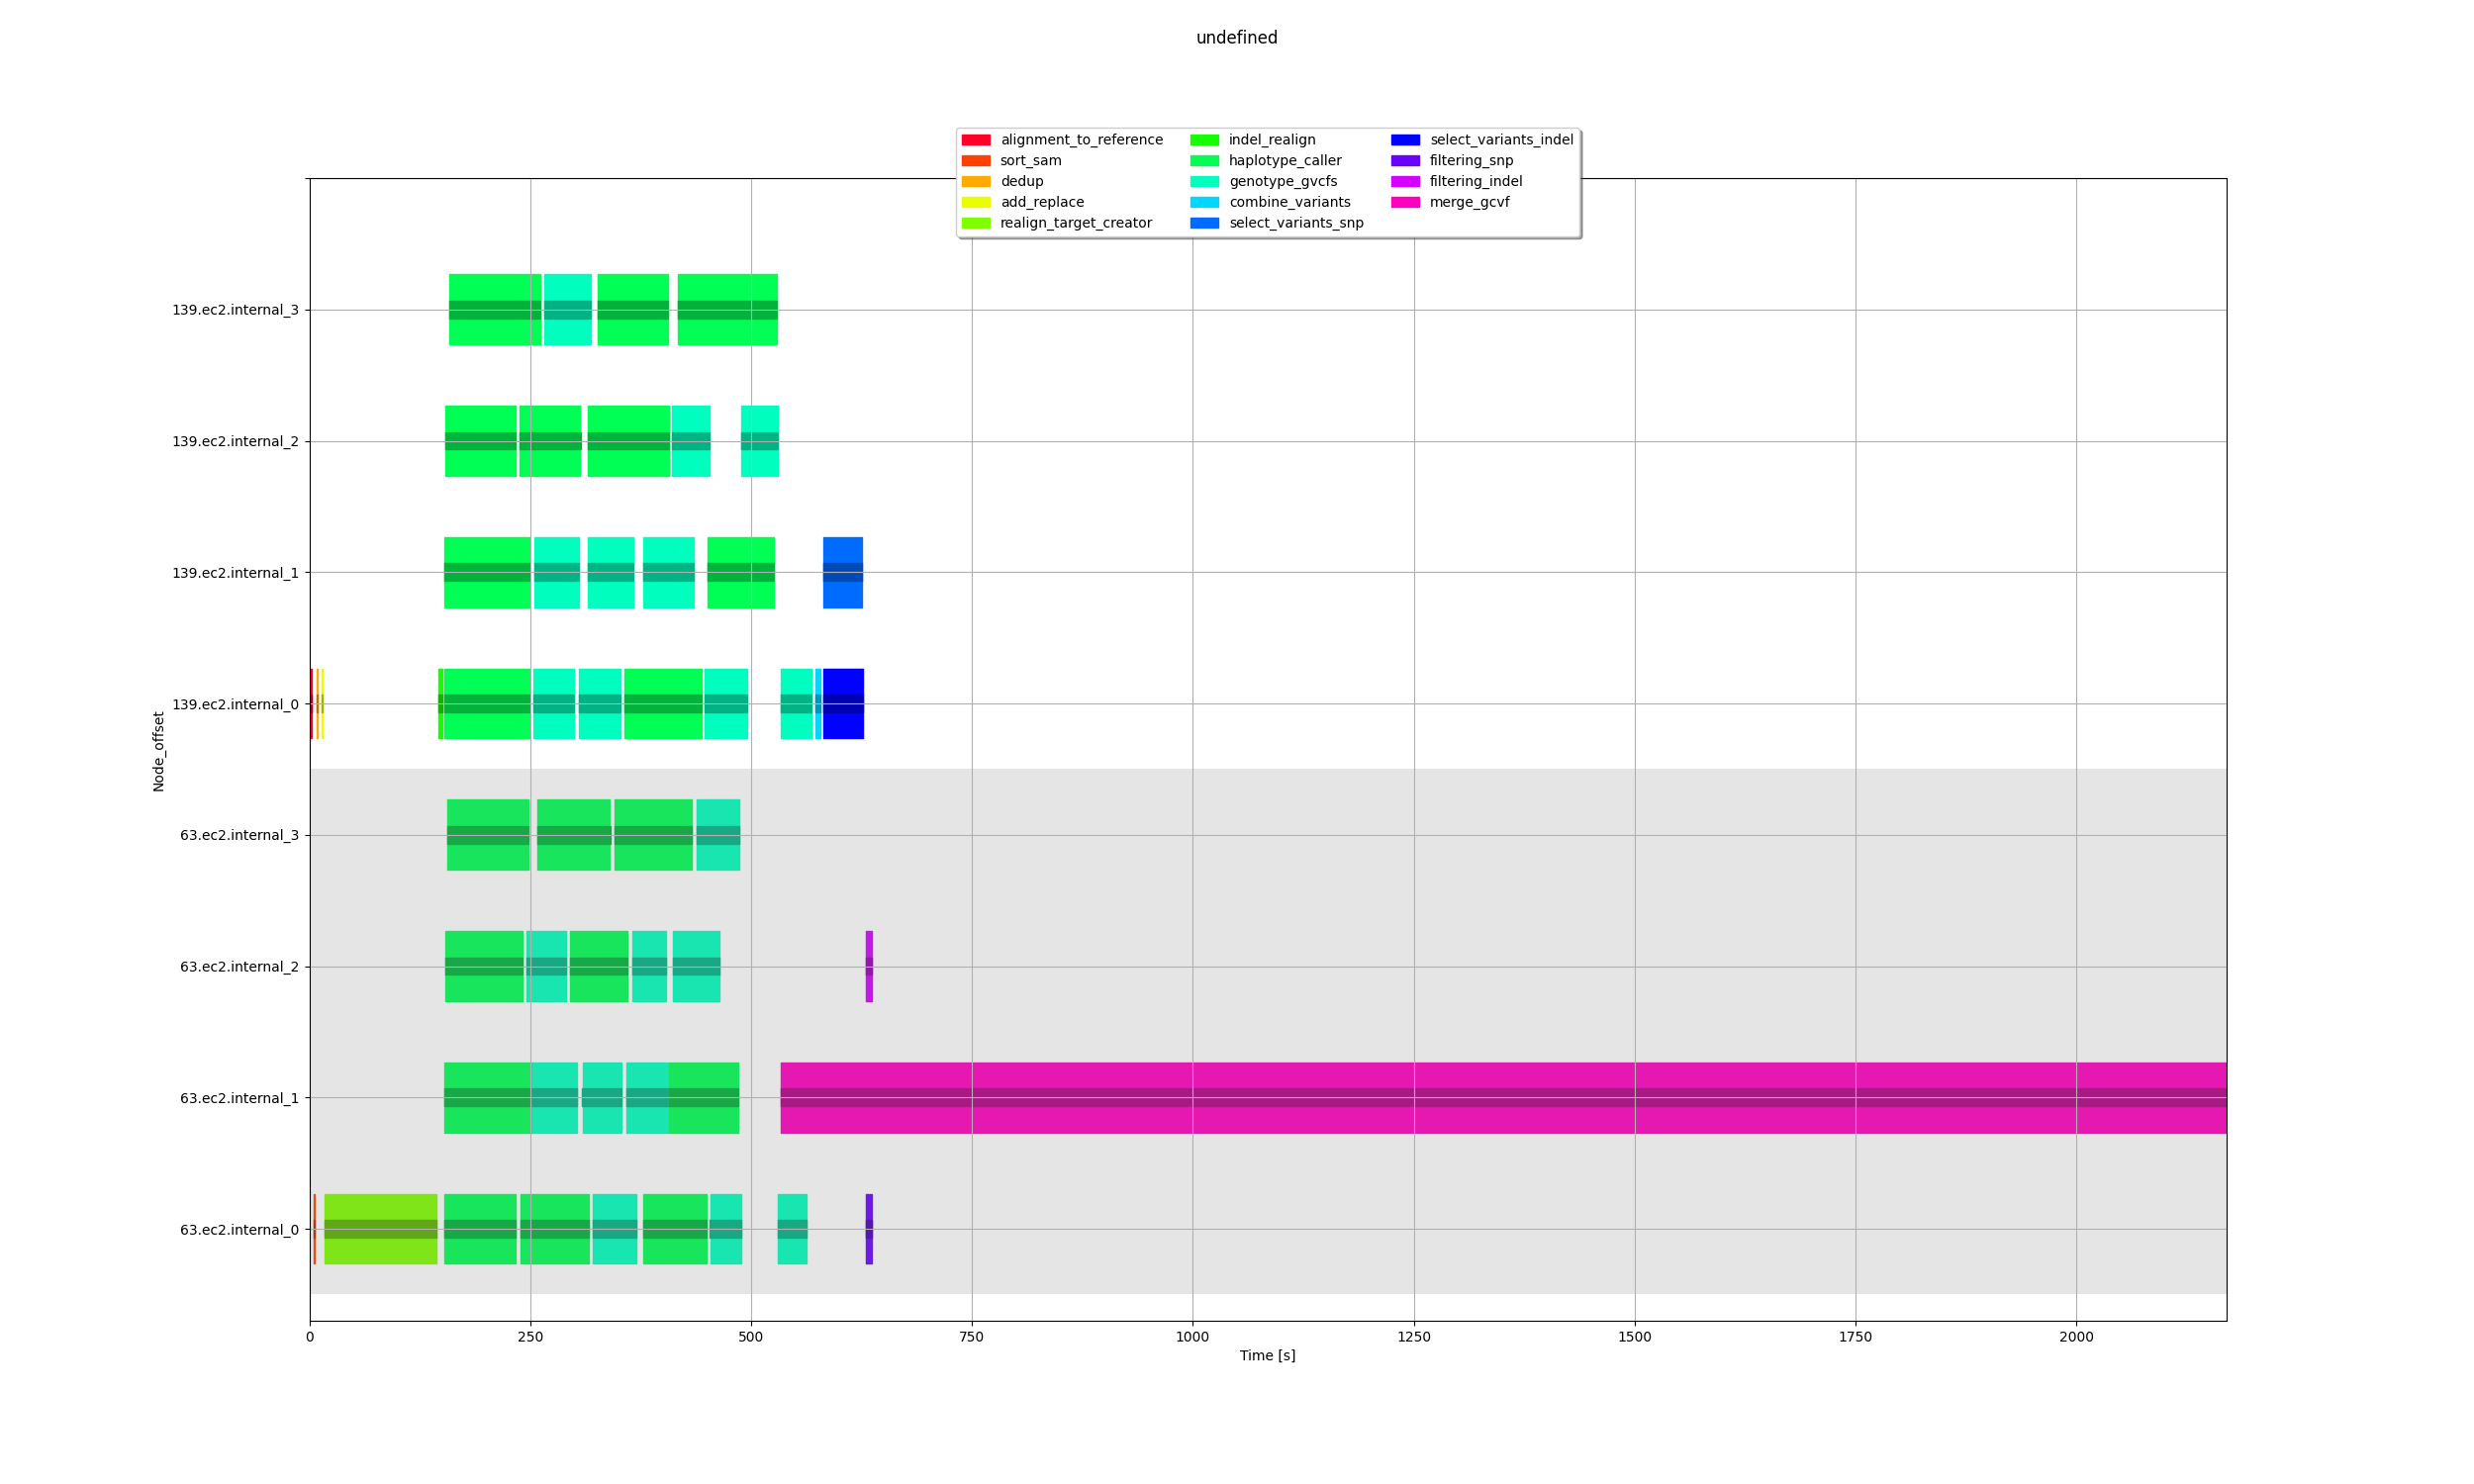 undefined
alignment_to_reference
sort_sam
dedup
add_replace
realign_target_creator
indel_realign
haplotype_caller
genotype_gvcfs
combine_variants
select_variants_snp
select_variants_indel
filtering_snp
filtering_indel
merge_gcvf
139.ec2.internal_3
139.ec2.internal_2
139.ec2.internal_1
139.ec2.internal_0
63.ec2.internal_3
63.ec2.internal_2
63.ec2.internal_1
63.ec2.internal_0
Node_offset
0 250 500 750 1000 1250 1500 1750 2000
Time [s]